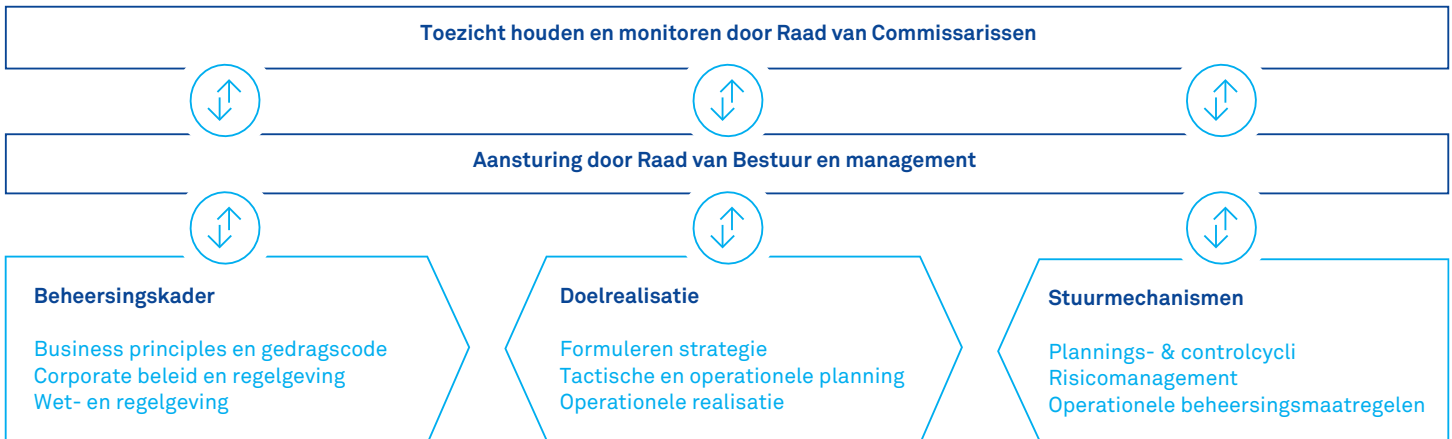 Toezicht houden en monitoren door Raad van Commissarissen
Aansturing door Raad van Bestuur en management
Beheersingskader
Business principles en gedragscode
Corporate beleid en regelgeving
Wet- en regelgeving
Doelrealisatie
Formuleren strategie
Tactische en operationele planning
Operationele realisatie
Stuurmechanismen
Plannings- & controlcycli
Risicomanagement
Operationele beheersingsmaatregelen